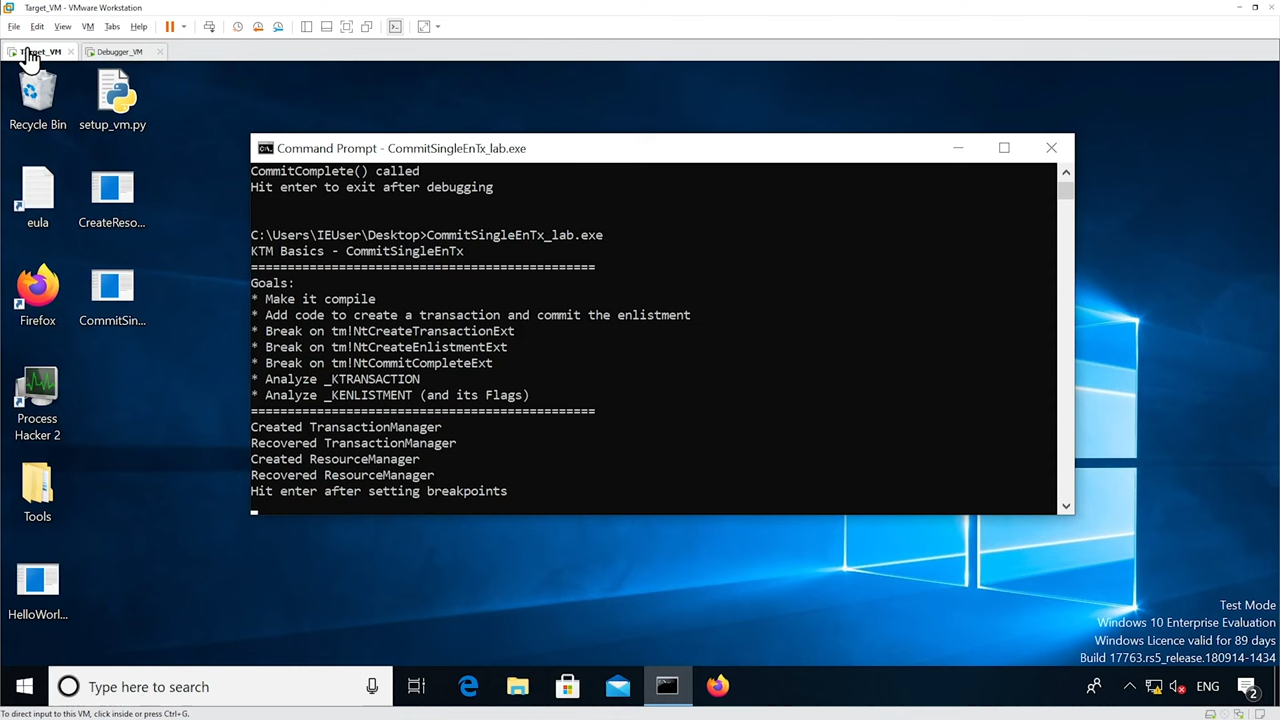 Target_VM - VMware Workstation
File Edit View VM Tabs Help
Debugger_VM
Recycle Bin
setup_vm.py
eula
CreateReso...
Firefox
CommitSin...
Process
Hacker 2
Tools
HelloWorl...
Command Prompt - CommitSingleEnTx_lab.exe
CommitComplete() called
Hit enter to exit after debugging
C:\Users\IEUser\Desktop>CommitSingleEnTx_lab.exe
KTM Basics - CommitSingleEnTx
===============================================
Goals:
* Make it compile
* Add code to create a transaction and commit the enlistment
* Break on tm!NtCreateTransactionExt
* Break on tm!NtCreateEnlistmentExt
* Break on tm!NtCommitCompleteExt
* Analyze _KTRANSACTION
* Analyze _KENLISTMENT (and its Flags)
===============================================
Created TransactionManager
Recovered TransactionManager
Created ResourceManager
Recovered ResourceManager
Hit enter after setting breakpoints
Test Mode
Windows 10 Enterprise Evaluation
Windows Licence valid for 89 days
Build 17763.rs5_release.180914-1434
Type here to search
ENG
2
To direct input to this VM, click inside or press Ctrl+G.